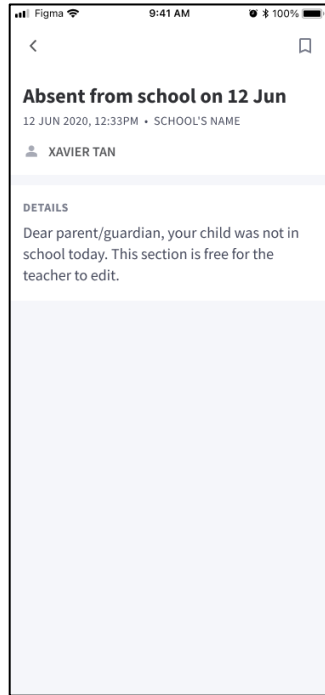 Figma 9:41 AM 100%
Absent from school on 12 Jun
12 JUN 2020, 12:33PM • SCHOOL'S NAME
XAVIER TAN
DETAILS
Dear parent/guardian, your child was not in
school today. This section is free for the
teacher to edit.